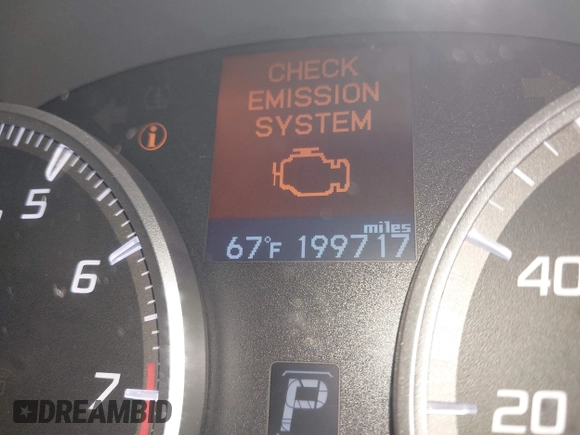 CHECK
EMISSION
SYSTEM
i
miles
67°F 199717
5
6
7
40
20
P
DREAMBID